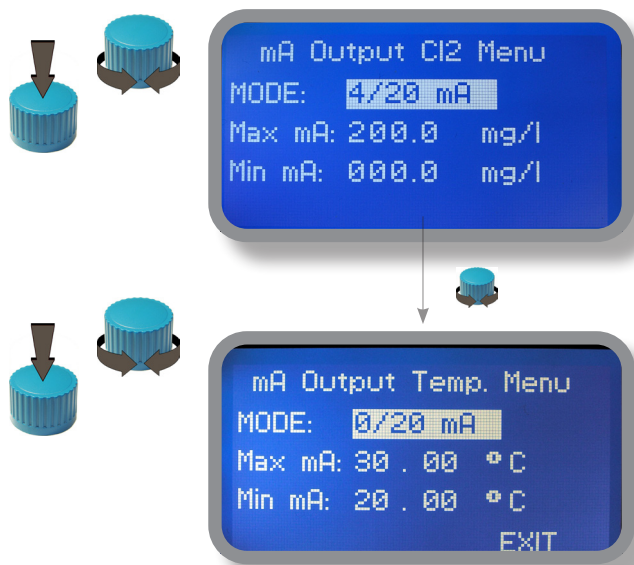 mA Output Cl2 Menu
MODE: 4/20 mA
Max mA: 200.0 mg/l
Min mA: 000.0 mg/l
mA Output Temp. Menu
MODE: 0/20 mA
Max mA: 30 . 00 °C
Min mA: 20 . 00 °C
EXIT